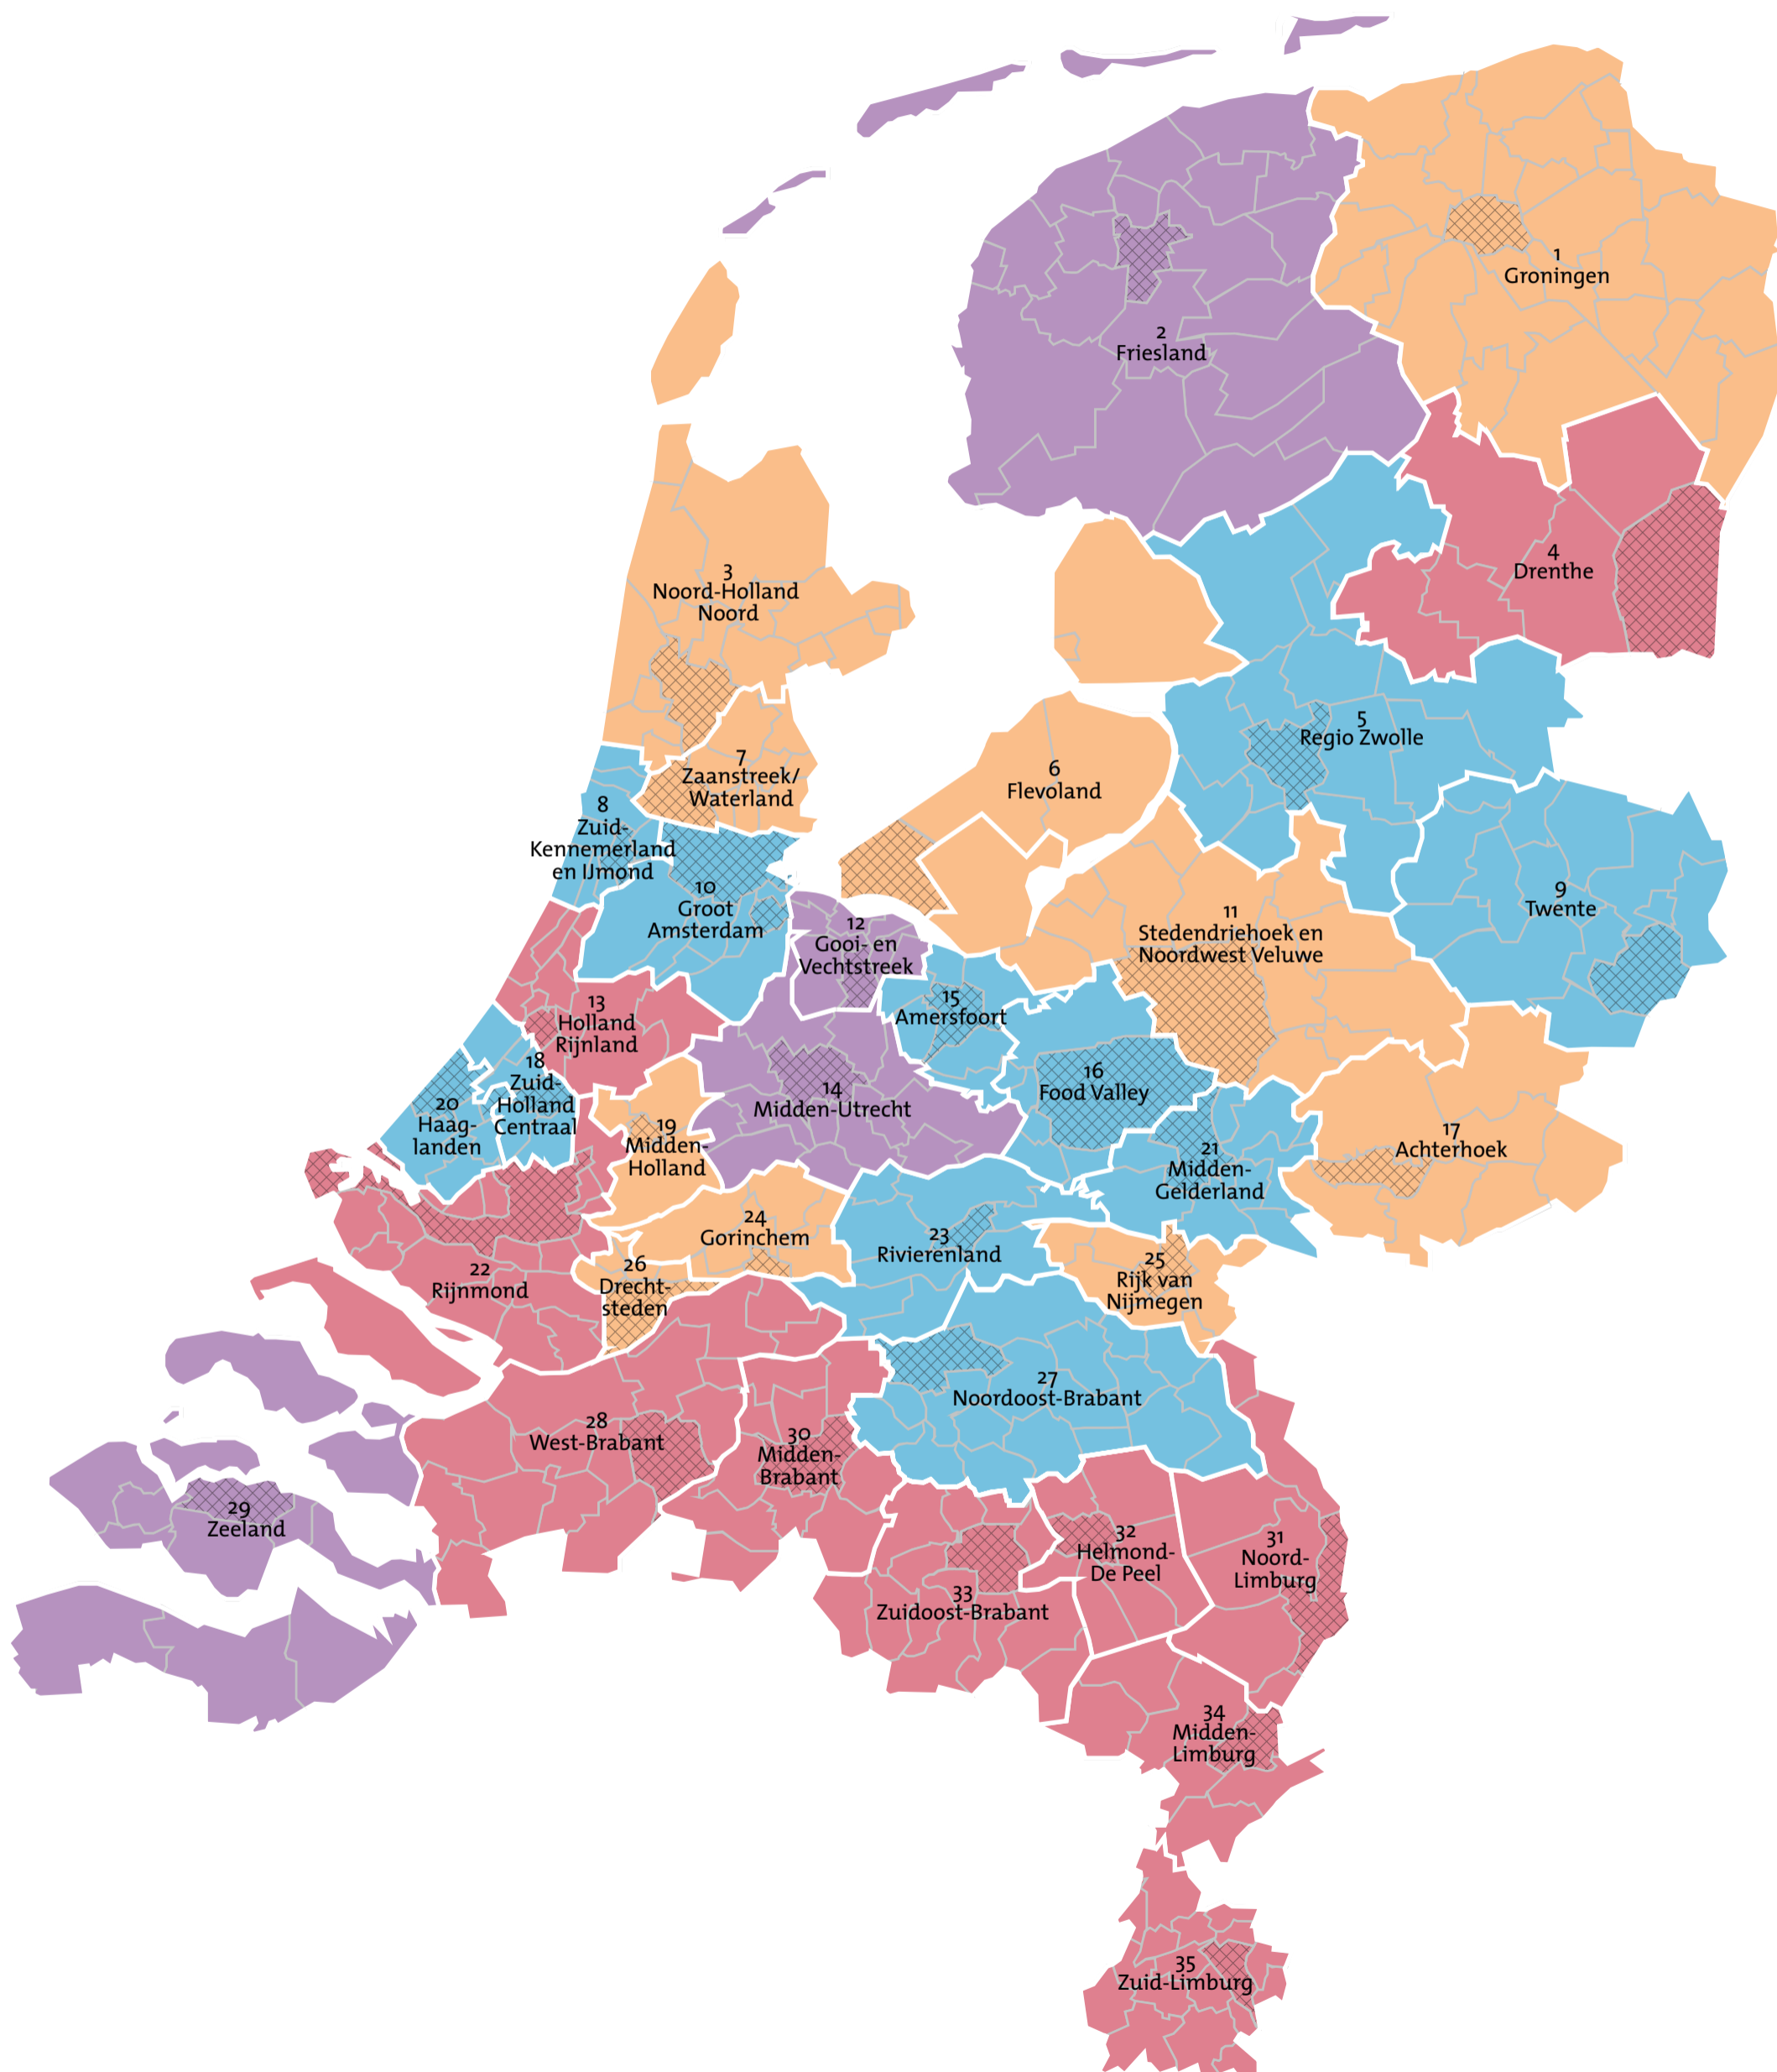 1
Groningen
2
Friesland
3
Noord-Holland
Noord
4
Drenthe
5
Regio Zwolle
6
Flevoland
7
Zaanstreek/
Waterland
8
Zuid-
Kennemerland
en IJmond
9
Twente
10
Groot
Amsterdam
11
Stedendriehoek en
Noordwest Veluwe
12
Gooi- en
Vechtstreek
13
Holland
Rijnland
14
Midden-Utrecht
15
Amersfoort
16
Food Valley
17
Achterhoek
18
Zuid-
Holland
Centraal
19
Midden-
Holland
20
Haag-
landen
21
Midden-
Gelderland
22
Rijnmond
23
Rivierenland
24
Gorinchem
25
Rijk van
Nijmegen
26
Drecht-
steden
27
Noordoost-Brabant
28
West-Brabant
29
Zeeland
30
Midden-
Brabant
31
Noord-
Limburg
32
Helmond-
De Peel
33
Zuidoost-Brabant
34
Midden-
Limburg
35
Zuid-Limburg